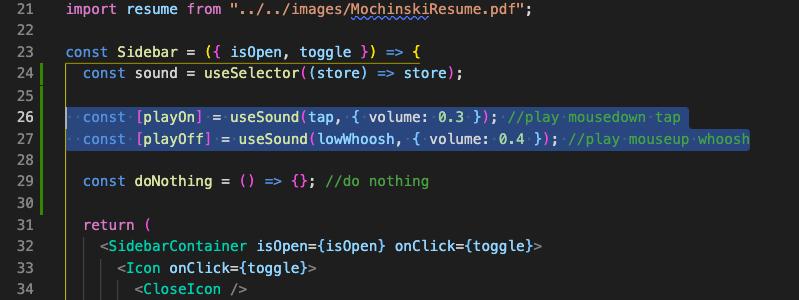 21 import resume from "../../images/MochinskiResume.pdf";
22
23 const Sidebar = ({ isOpen, toggle }) => {
24 const sound = useSelector((store) => store);
25
26 const [playOn] = useSound(tap, { volume: 0.3 }); //play mousedown tap
27 const [playOff] = useSound(lowWhoosh, { volume: 0.4 }); //play mouseup whoosh
28
29 const doNothing = () => {}; //do nothing
30
31 return (
32 <SidebarContainer isOpen={isOpen} onClick={toggle}>
33 <Icon onClick={toggle}>
34 <CloseIcon />